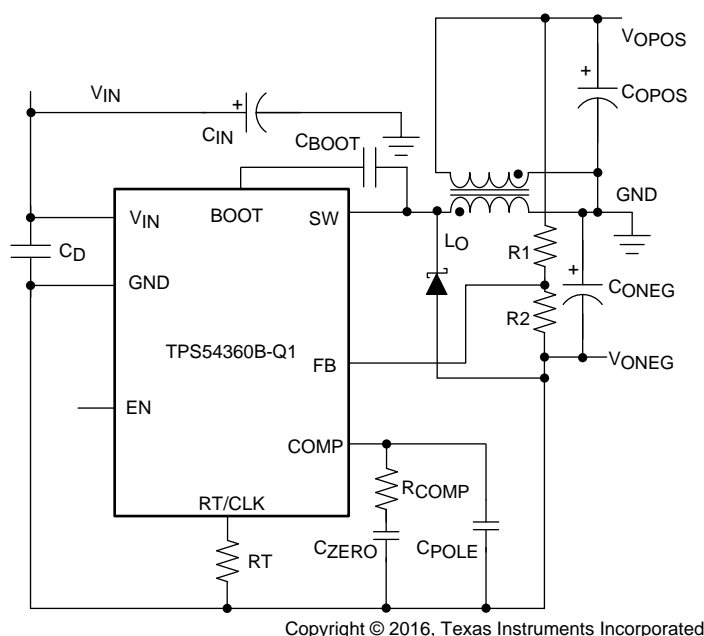 VOPOS
+
COPOS
VIN
+
CIN
CBOOT
GND
VIN
BOOT
SW
LO
R1
+
CONEG
CD
GND
R2
TPS54360B-Q1
FB
VONEG
EN
COMP
RCOMP
RT/CLK
CZERO
CPOLE
RT
Copyright © 2016, Texas Instruments Incorporated